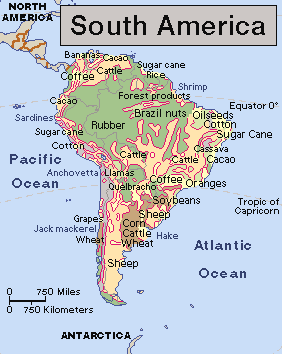 NORTH
AMERICA
South America
Bananas
Cacao
Sugar cane
Coffee
Cattle
Rice
Forest products
Shrimp
Cacao
Equator 0°
Sardines
Brazil nuts
Oilseeds
Rubber
Cotton
Sugar cane
Sugar Cane
Cotton
Cassava
Pacific
Ocean
Cattle
Cattle
Cacao
Anchovetta
Llamas
Coffee
Oranges
Quelbracho
Soybeans
Tropic of
Capricorn
Grapes
Sheep
Jack mackerel
Corn
Wheat
Cattle
Hake
Wheat
Atlantic
Ocean
Sheep
0 750 Miles
0 750 Kilometers
ANTARCTICA